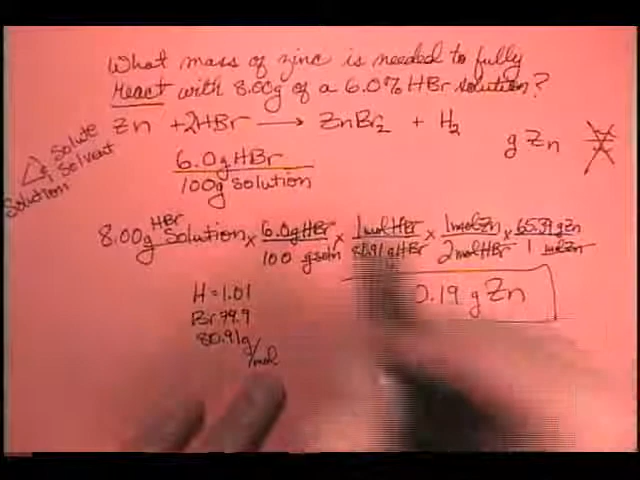 What mass of zinc is needed to fully
react with 8.00g of a 6.0% HBr solution?
Zn + 2HBr → ZnBr2 + H2
g Zn
Solute
Solvent
Solution
6.0g HBr
100g solution
8.00g HBr Solution x 6.0g HBr x 1mol HBr x 1mol Zn x 65.39g Zn
100 g soln 80.91g HBr 2mol HBr 1 mol Zn
0.19 g Zn
H = 1.01
Br 79.9
80.91g/mol